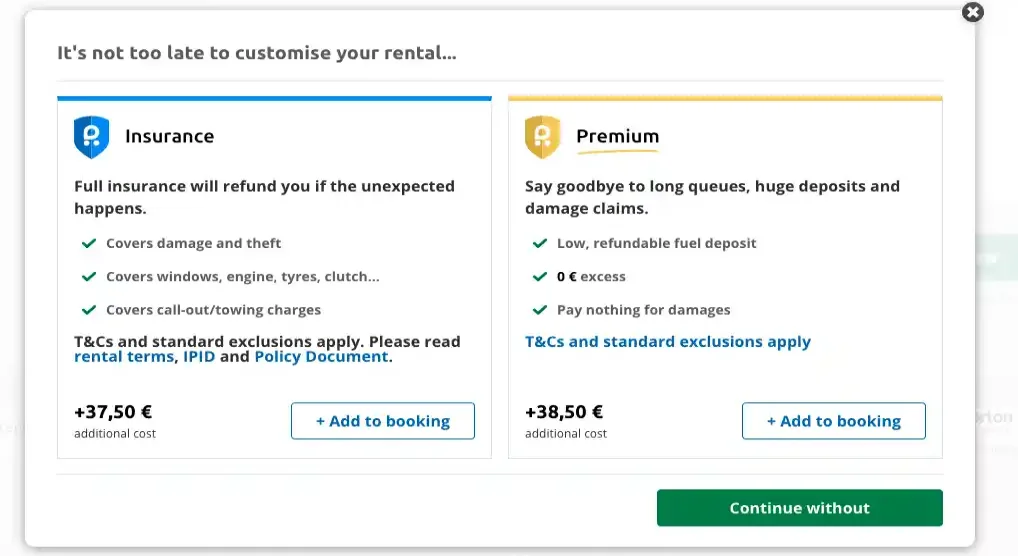 It's not too late to customise your rental...
Insurance
Full insurance will refund you if the unexpected
happens.
Covers damage and theft
Covers windows, engine, tyres, clutch...
Covers call-out/towing charges
T&Cs and standard exclusions apply. Please read
rental terms, IPID and Policy Document.
+37,50 €
additional cost
+ Add to booking
Premium
Say goodbye to long queues, huge deposits and
damage claims.
Low, refundable fuel deposit
0 € excess
Pay nothing for damages
T&Cs and standard exclusions apply
+38,50 €
additional cost
+ Add to booking
Continue without